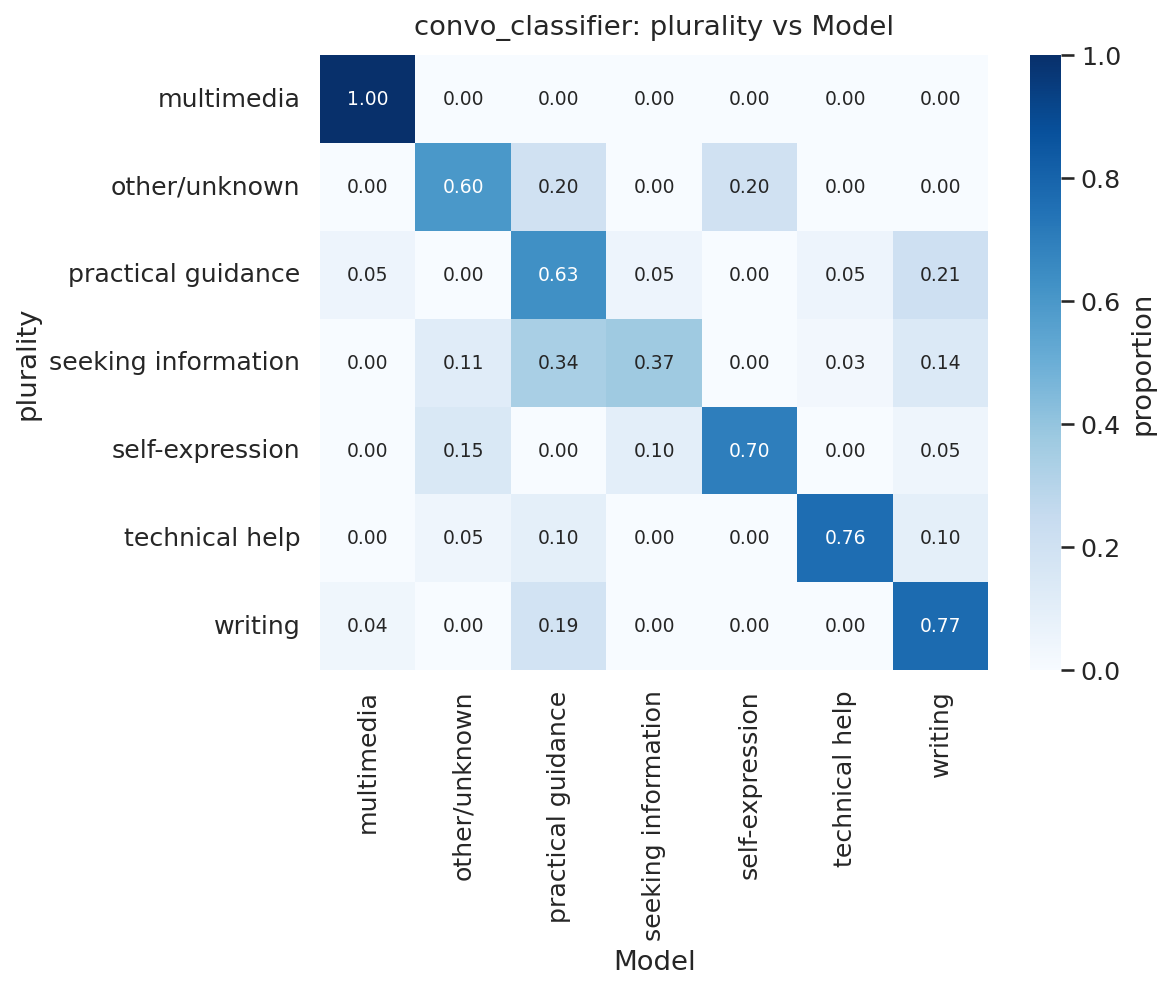 convo_classifier: plurality vs Model
multimedia 1.00 0.00 0.00 0.00 0.00 0.00 0.00
other/unknown 0.00 0.60 0.20 0.00 0.20 0.00 0.00
practical guidance 0.05 0.00 0.63 0.05 0.00 0.05 0.21
seeking information 0.00 0.11 0.34 0.37 0.00 0.03 0.14
self-expression 0.00 0.15 0.00 0.10 0.70 0.00 0.05
technical help 0.00 0.05 0.10 0.00 0.00 0.76 0.10
writing 0.04 0.00 0.19 0.00 0.00 0.00 0.77
plurality
multimedia
other/unknown
practical guidance
seeking information
self-expression
technical help
writing
Model
1.0
0.8
0.6
0.4
0.2
0.0
proportion